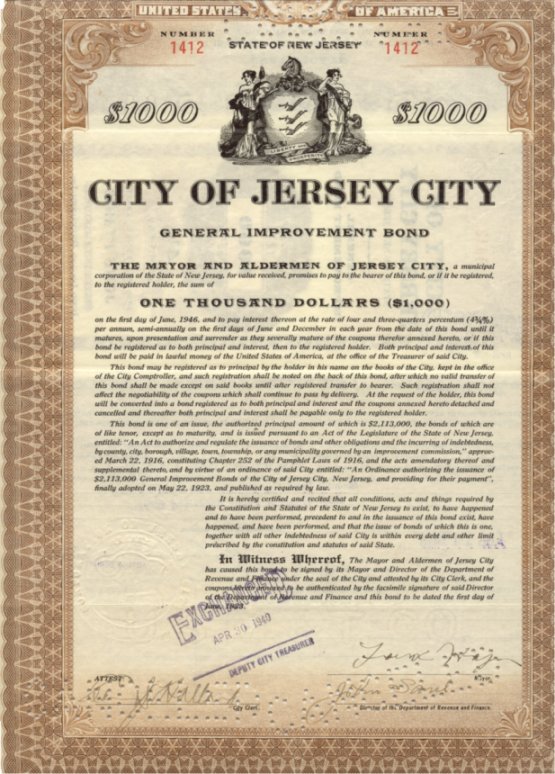 UNITED STATES OF AMERICA
NUMBER NUMBER
1412 STATE OF NEW JERSEY 1412
$1000 $1000
LIBERTY AND
PROSPERITY
CITY OF JERSEY CITY
GENERAL IMPROVEMENT BOND
THE MAYOR AND ALDERMEN OF JERSEY CITY, a municipal
corporation of the State of New Jersey, for value received, promises to pay to the bearer of this bond, or if it be registered,
to the registered holder, the sum of
ONE THOUSAND DOLLARS ($1,000)
on the first day of June, 1946, and to pay interest thereon at the rate of four and three-quarters percentum (4¾%)
per annum, semi-annually on the first days of June and December in each year from the date of this bond until it
matures, upon presentation and surrender as they severally mature of the coupons therefor annexed hereto, or if this
bond be registered as to both principal and interest, then to the registered holder. Both principal and interest of this
bond will be paid in lawful money of the United States of America, at the office of the Treasurer of said City.
This bond may be registered as to principal by the holder in his name on the books of the City, kept in the office
of the City Comptroller, and such registration shall be noted on the back of this bond, after which no valid transfer of
this bond shall be made except on said books until after registered transfer to bearer. Such registration shall not
affect the negotiability of the coupons which shall continue to pass by delivery. At the request of the holder, this bond
will be converted into a bond registered as to both principal and interest and the coupons annexed hereto detached and
cancelled and thereafter both principal and interest shall be payable only to the registered holder.
This bond is one of an issue, the authorized principal amount of which is $2,113,000, the bonds of which are
of like tenor, except as to maturity, and is issued pursuant to an Act of the Legislature of the State of New Jersey,
entitled: "An Act to authorize and regulate the issuance of bonds and other obligations and the incurring of indebtedness,
by county, city, borough, village, town, township, or any municipality governed by an improvement commission," approv-
ed March 22, 1916, constituting Chapter 252 of the Pamphlet Laws of 1916, and the acts amendatory thereof and
supplemental thereto, and by virtue of an ordinance of said City entitled: "An Ordinance authorizing the issuance of
$2,113,000 General Improvement Bonds of the City of Jersey City, New Jersey, and providing for their payment",
finally adopted on May 22, 1923, and published as required by law.
It is hereby certified and recited that all conditions, acts and things required by
the Constitution and Statutes of the State of New Jersey to exist, to have happened
and to have been performed, precedent to and in the issuance of this bond exist, have
happened, and have been performed, and that the issue of bonds of which this is one,
together with all other indebtedness of said City is within every debt and other limit
prescribed by the constitution and statutes of said State.
In Witness Whereof, The Mayor and Aldermen of Jersey City
has caused this bond to be signed by its Mayor and Director of the Department of
Revenue and Finance under the seal of the City and attested by its City Clerk, and the
coupons hereto annexed to be authenticated by the facsimile signature of said Director
of the Department of Revenue and Finance and this bond to be dated the first day of
June, 1923.
EXCHANGED
APR 30 1940
DEPUTY CITY TREASURER
ATTEST:
Mayor.
City Clerk.
Director of the Department of Revenue and Finance.